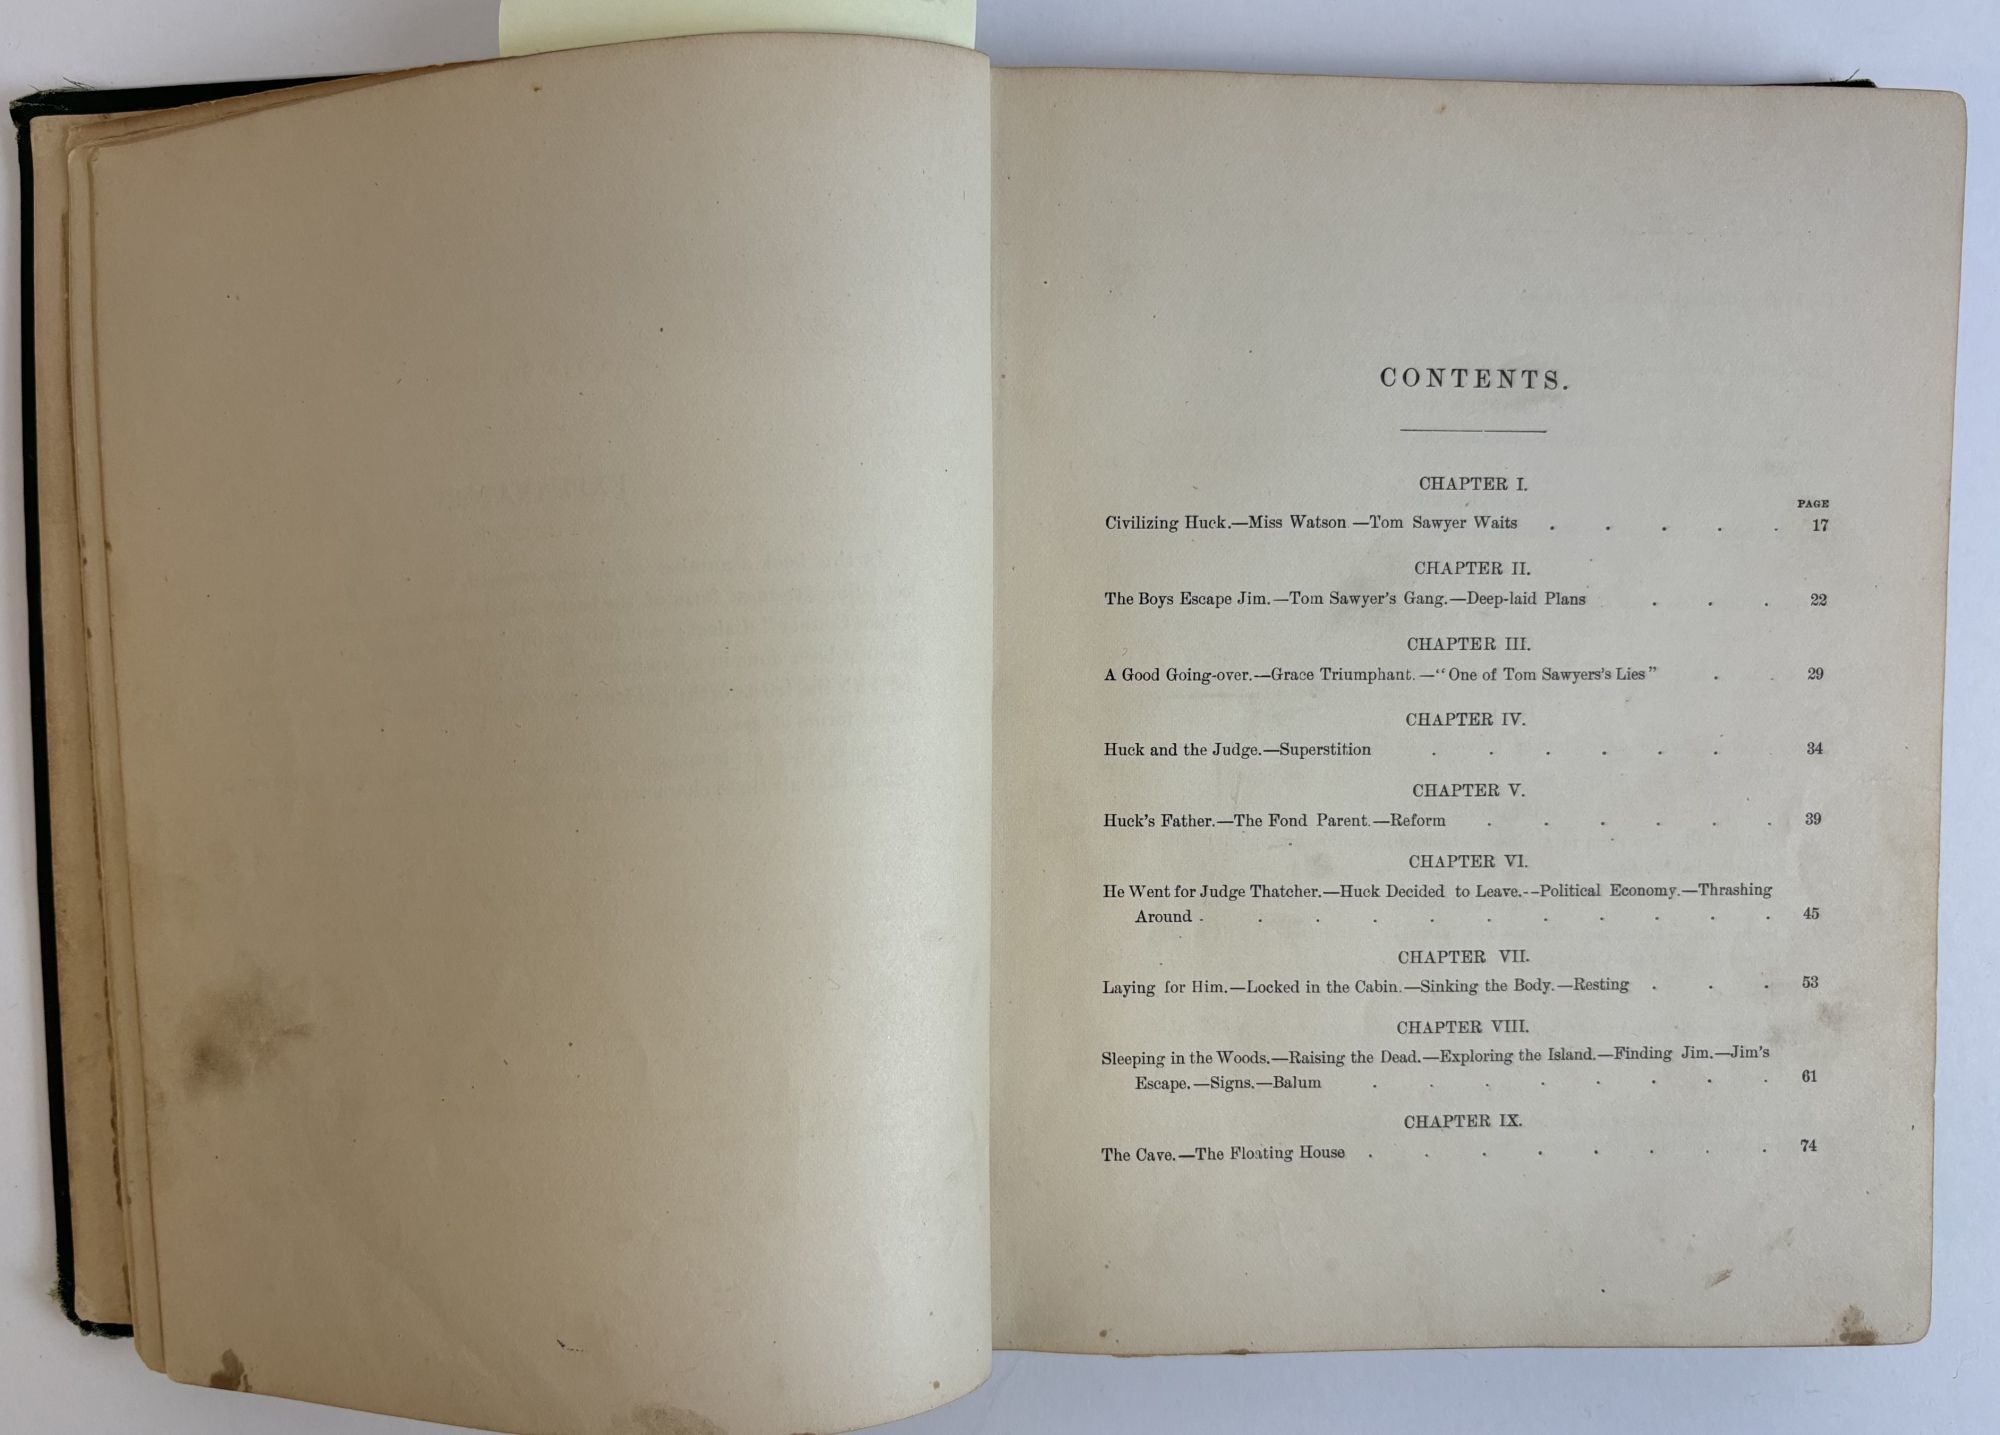 CONTENTS.
CHAPTER I.
PAGE
Civilizing Huck.—Miss Watson.—Tom Sawyer Waits . . . . . 17
CHAPTER II.
The Boys Escape Jim.—Tom Sawyer's Gang.—Deep-laid Plans . . . 22
CHAPTER III.
A Good Going-over.—Grace Triumphant.—"One of Tom Sawyers's Lies" . . 29
CHAPTER IV.
Huck and the Judge.—Superstition . . . . . . 34
CHAPTER V.
Huck's Father.—The Fond Parent.—Reform . . . . . . 39
CHAPTER VI.
He Went for Judge Thatcher.—Huck Decided to Leave.--Political Economy.—Thrashing
Around . . . . . . . . . . . 45
CHAPTER VII.
Laying for Him.—Locked in the Cabin.—Sinking the Body.—Resting . . . 53
CHAPTER VIII.
Sleeping in the Woods.—Raising the Dead.—Exploring the Island.—Finding Jim.—Jim's
Escape.—Signs.—Balum . . . . . . . . 61
CHAPTER IX.
The Cave.—The Floating House . . . . . . . . 74